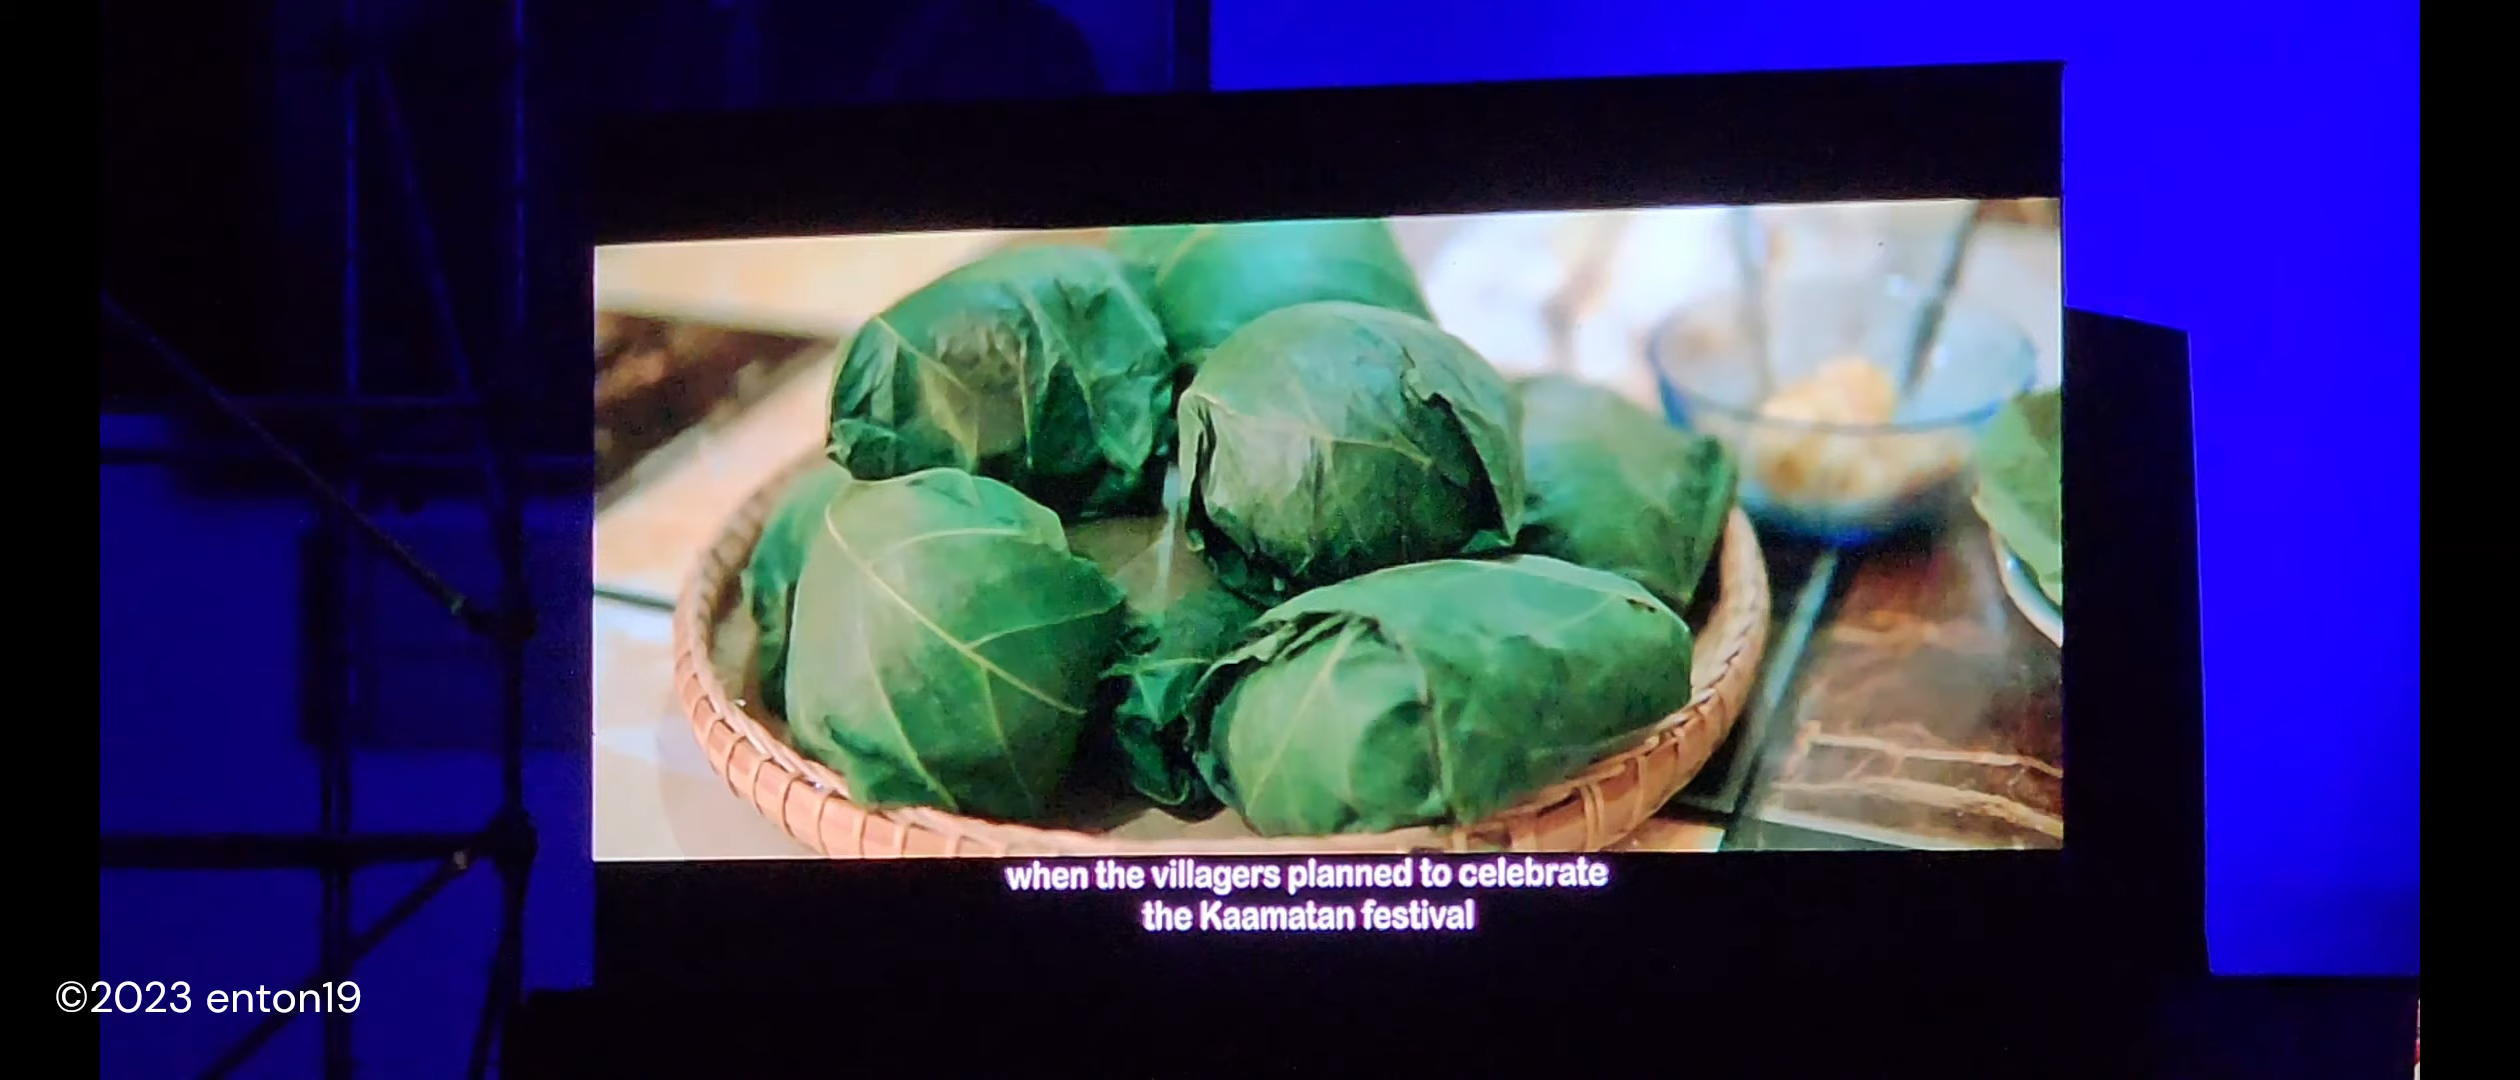 when the villagers planned to celebrate
the Kaamatan festival
©2023 enton19